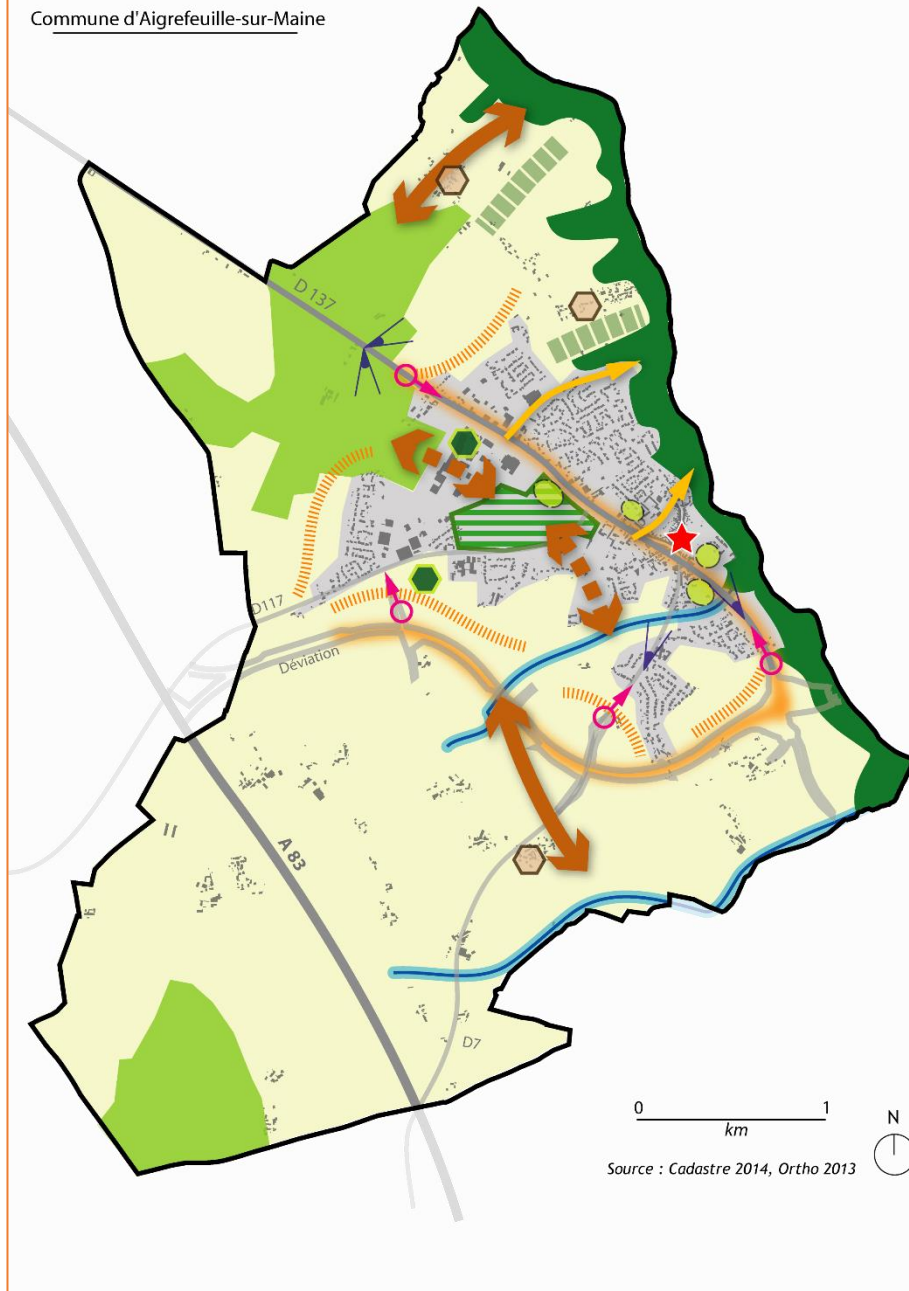 Commune d'Aigrefeuille-sur-Maine
D 137
D117
Déviation
A 83
D7
0 1
km
N
Source : Cadastre 2014, Ortho 2013